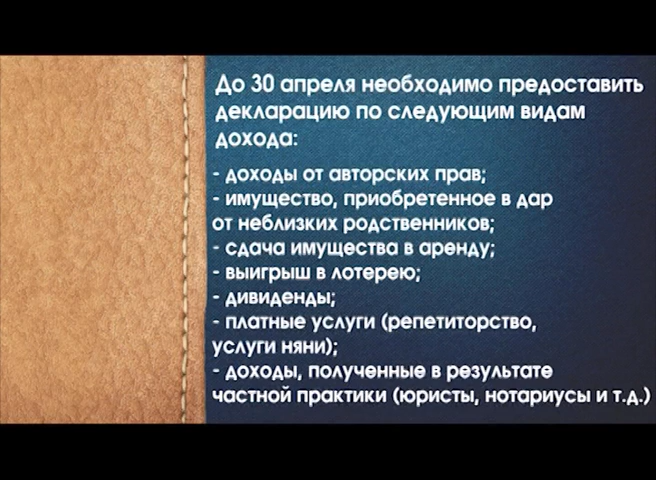 До 30 апреля необходимо предоставить
декларацию по следующим видам
дохода:
- доходы от авторских прав;
- имущество, приобретенное в дар
от неблизких родственников;
- сдача имущества в аренду;
- выигрыш в лотерею;
- дивиденды;
- платные услуги (репетиторство,
услуги няни);
- доходы, полученные в результате
частной практики (юристы, нотариусы и т.д.)